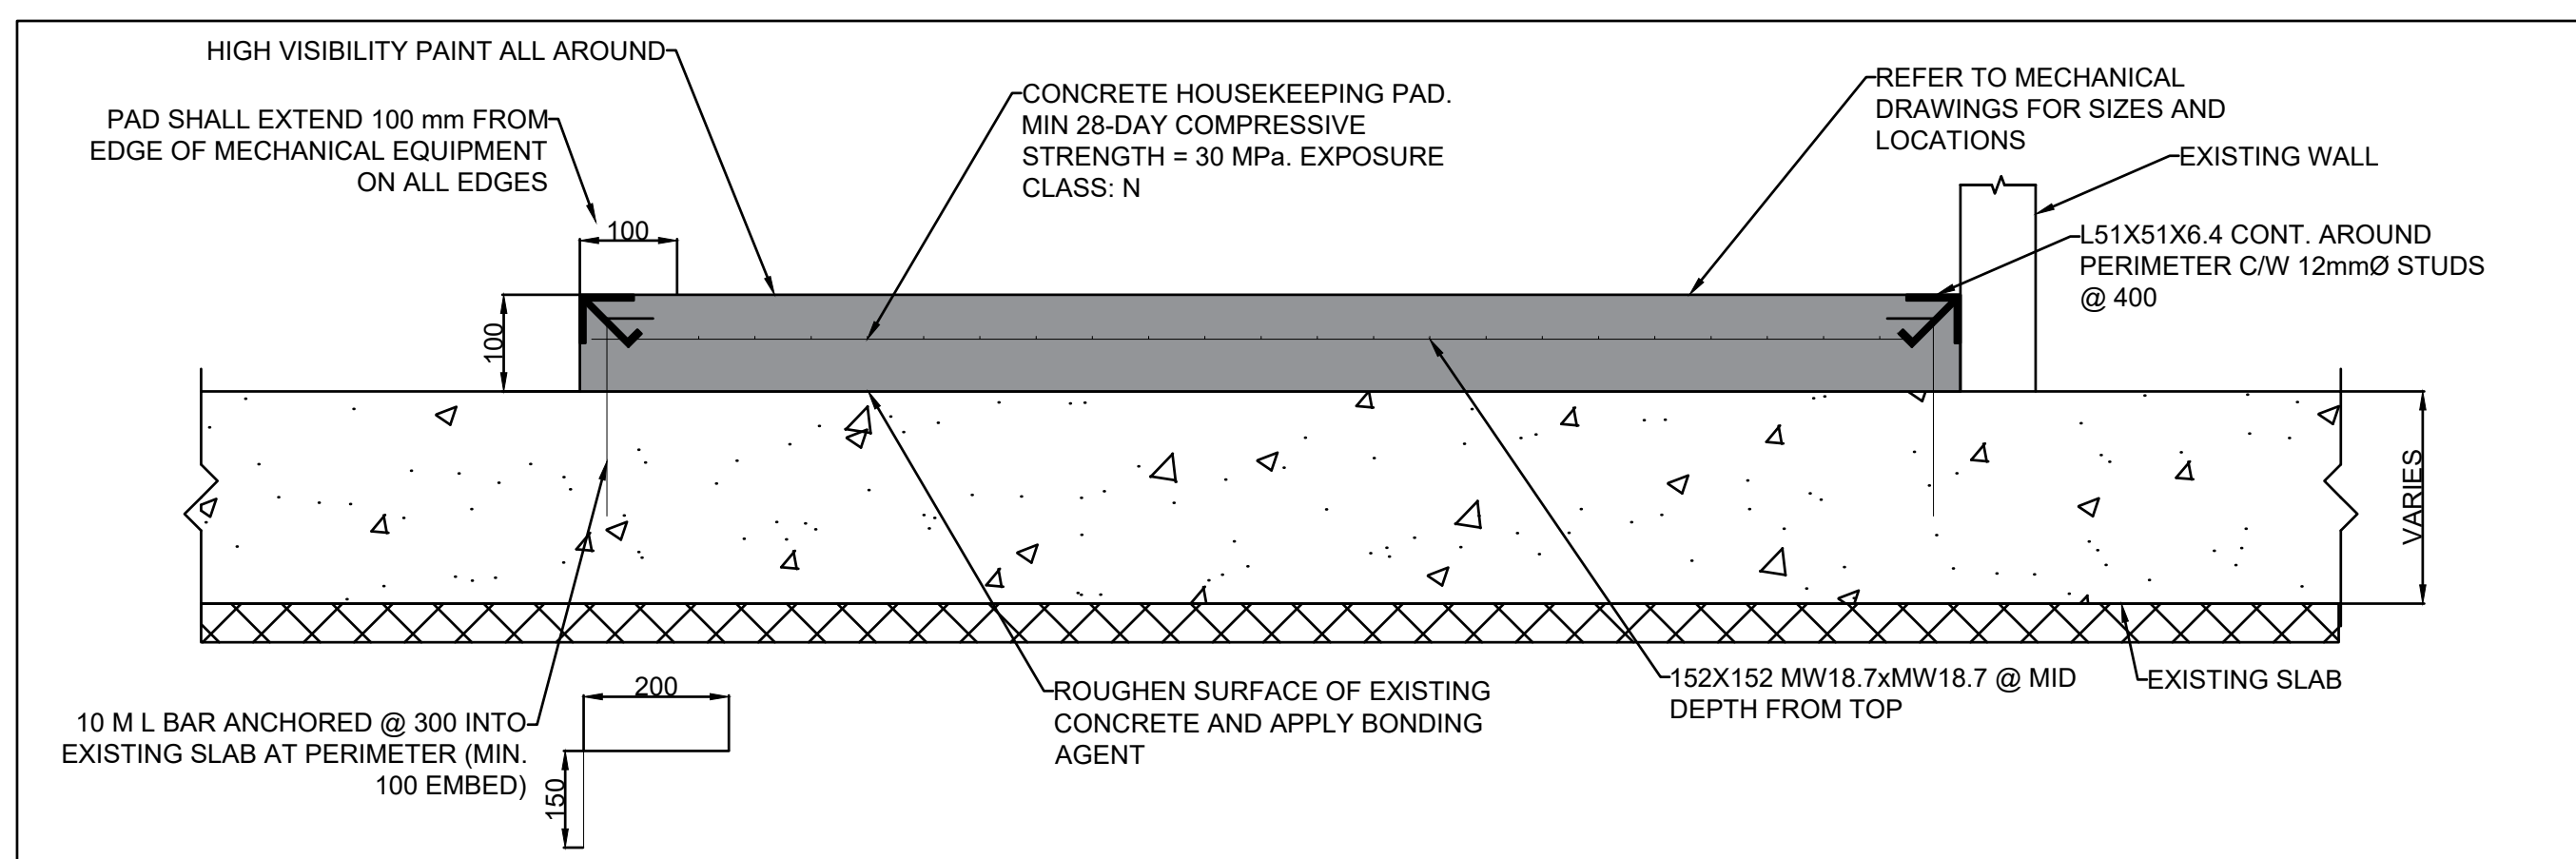 HIGH VISIBILITY PAINT ALL AROUND
PAD SHALL EXTEND 100 mm FROM
EDGE OF MECHANICAL EQUIPMENT
ON ALL EDGES
CONCRETE HOUSEKEEPING PAD.
MIN 28-DAY COMPRESSIVE
STRENGTH = 30 MPa. EXPOSURE
CLASS: N
REFER TO MECHANICAL
DRAWINGS FOR SIZES AND
LOCATIONS
EXISTING WALL
L51X51X6.4 CONT. AROUND
PERIMETER C/W 12mmØ STUDS
@ 400
100
100
VARIES
10 M L BAR ANCHORED @ 300 INTO
EXISTING SLAB AT PERIMETER (MIN.
100 EMBED)
200
150
ROUGHEN SURFACE OF EXISTING
CONCRETE AND APPLY BONDING
AGENT
152X152 MW18.7xMW18.7 @ MID
DEPTH FROM TOP
EXISTING SLAB